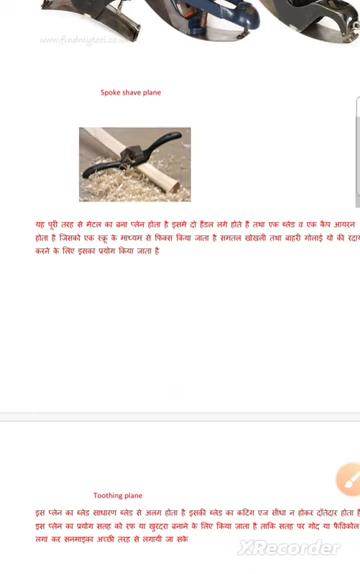 www.findmytool.co
Spoke shave plane
यह पूरी तरह से मेटल का बना प्लेन होता है इसमे दो हैंडल लगे होते है तथा एक ब्लेड व एक कैप आयरन
होता है जिसको एक स्क्रू के माध्यम से फिक्स किया जाता है समतल खोखली तथा बाहरी गोलाई यो की
करने के लिए इसका प्रयोग किया जाता है
Toothing plane
इस प्लेन का ब्लेड साधारण ब्लेड से अलग होता है इसकी ब्लेड का कटिंग एज सीधा न होकर दाँतेदार होता है
इस प्लेन का प्रयोग सतह को रफ या खुरदरा बनाने के लिए किया जाता है ताकि सतह पर गोद या फैविकोल
लगा कर सनमाइका अच्छी तरह से लगायी जा सके
XRecorder